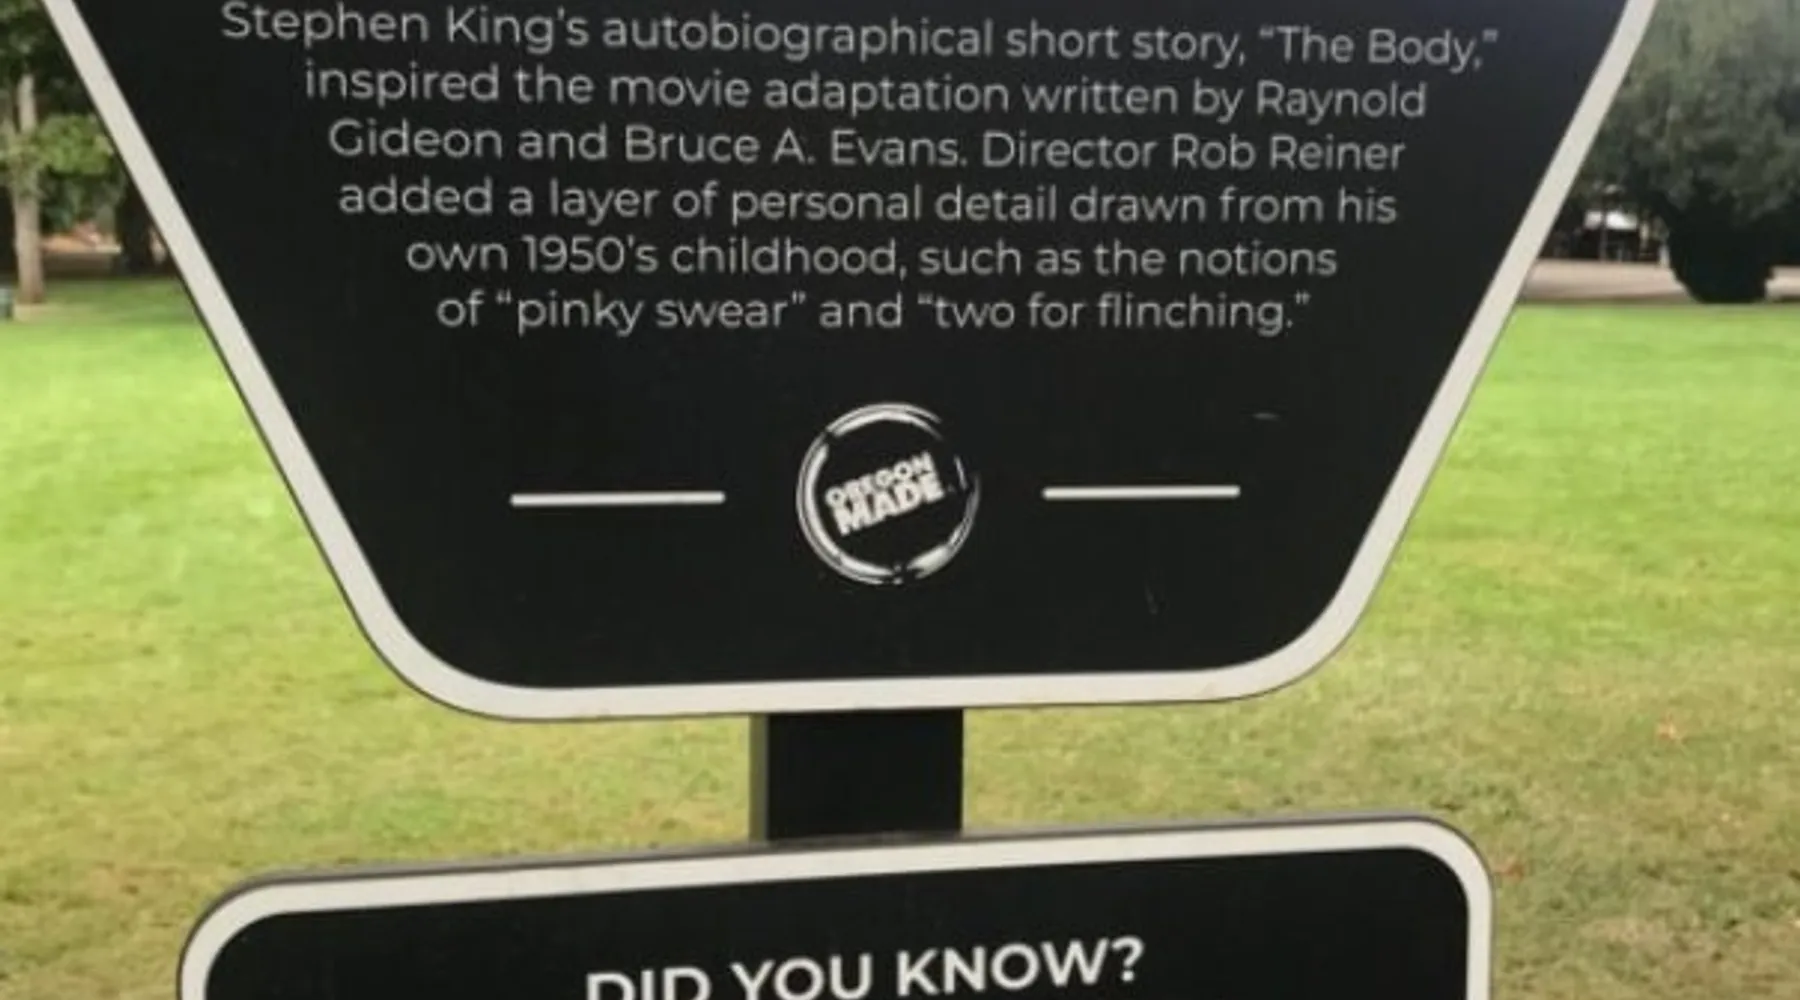 Stephen King's autobiographical short story, “The Body,”
inspired the movie adaptation written by Raynold
Gideon and Bruce A. Evans. Director Rob Reiner
added a layer of personal detail drawn from his
own 1950's childhood, such as the notions
of “pinky swear” and “two for flinching.”
OREGON
MADE
DID YOU KNOW?